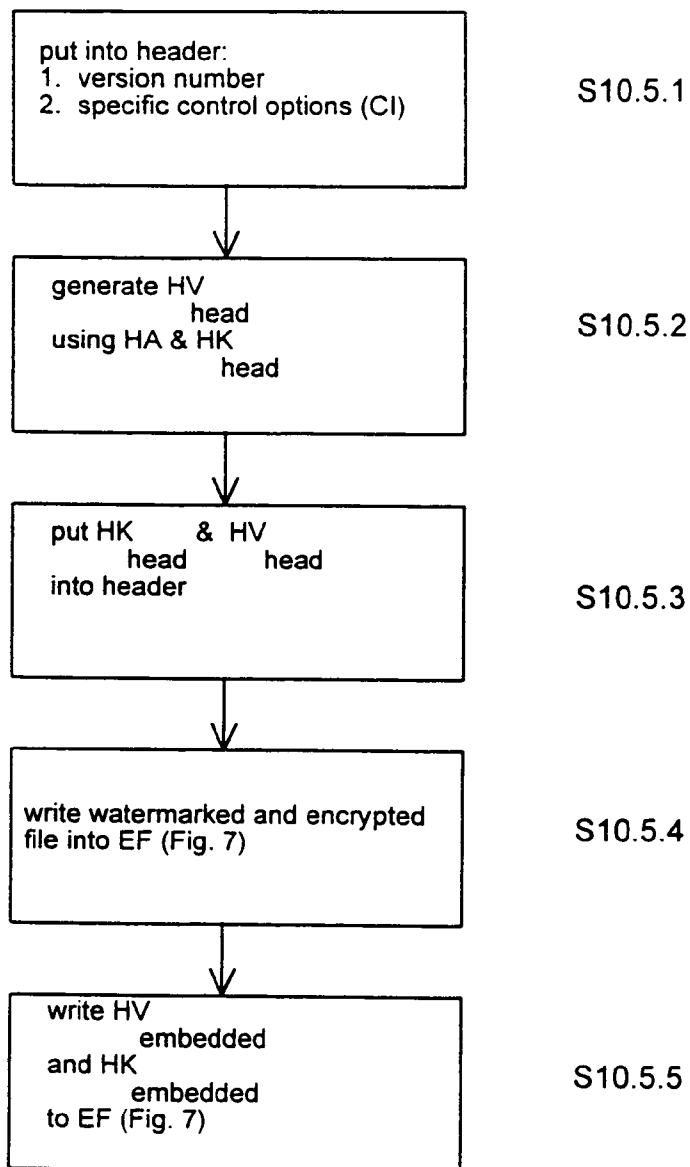 put into header:
1. version number
2. specific control options (CI)
S10.5.1
generate HV
head
using HA & HK
head
S10.5.2
put HK & HV
head head
into header
S10.5.3
write watermarked and encrypted
file into EF (Fig. 7)
S10.5.4
write HV
embedded
and HK
embedded
to EF (Fig. 7)
S10.5.5